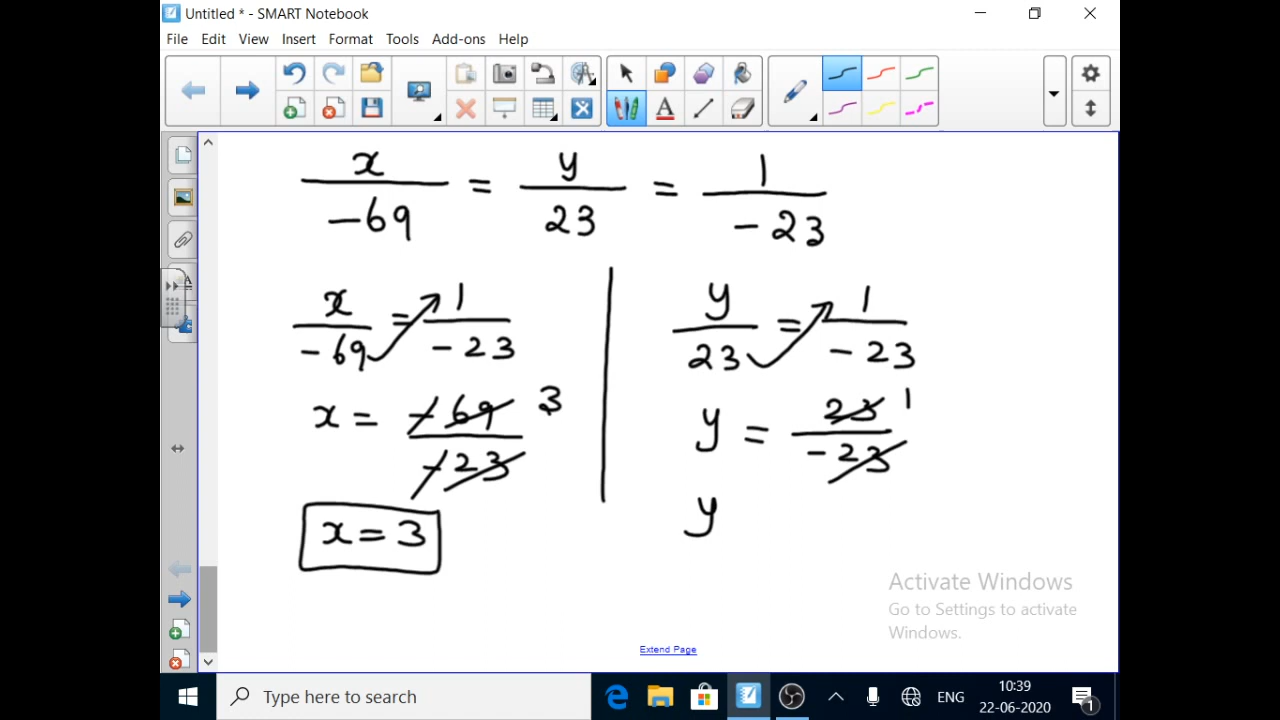 Untitled * - SMART Notebook
File Edit View Insert Format Tools Add-ons Help
x/-69 = y/23 = 1/-23
x/-69 = 1/-23
x = -69/-23 3
x = 3
y/23 = 1/-23
y = 23/-23 1
y
Activate Windows
Go to Settings to activate
Windows.
Extend Page
Type here to search
ENG
10:39
22-06-2020
1